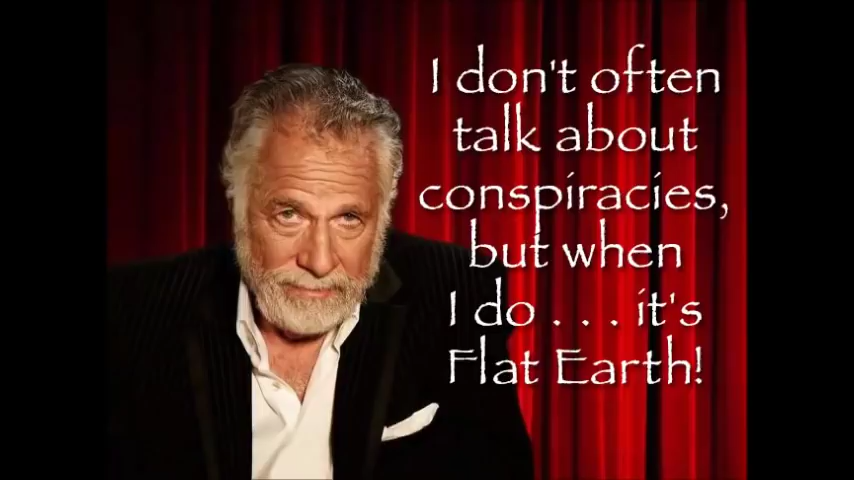 I don't often
talk about
conspiracies,
but when
I do . . . it's
Flat Earth!